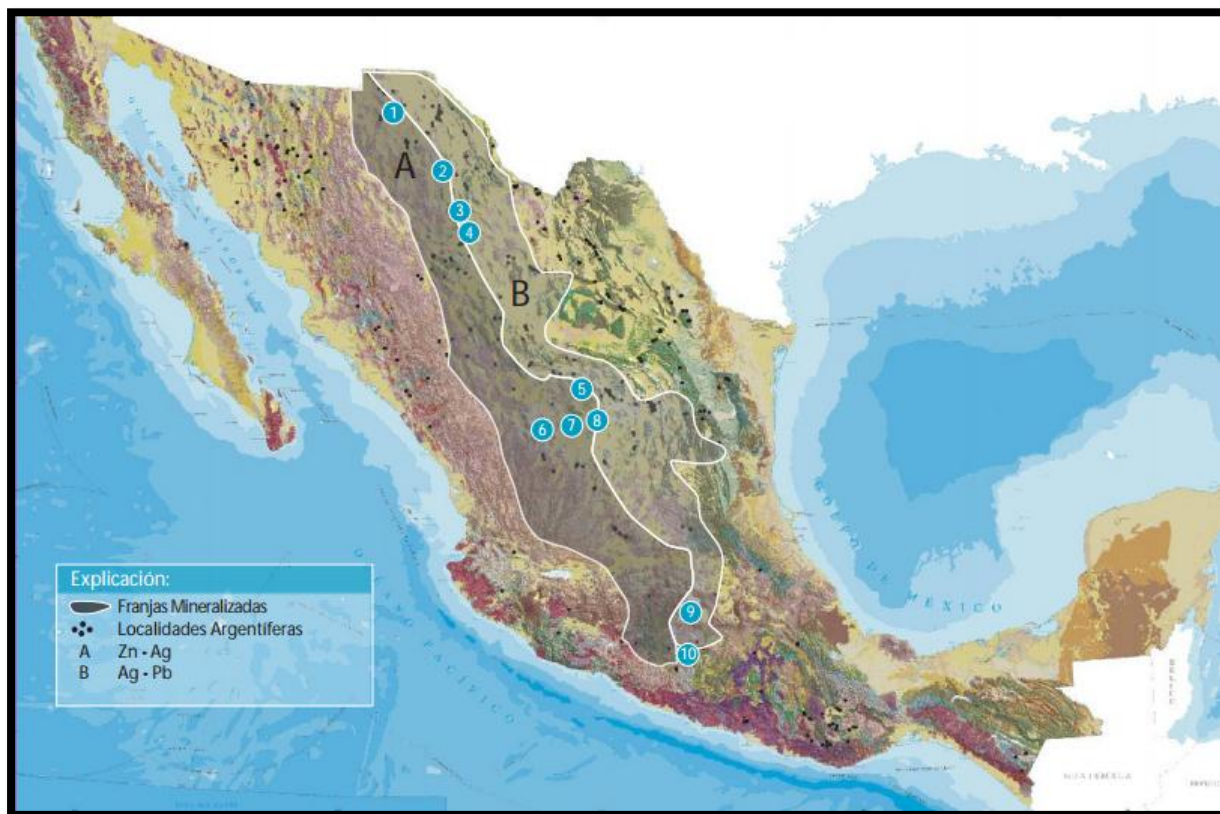 1
2
A
3
4
B
5
6
7
8
9
10
GOLFO DE MEXICO
Explicación:
Franjas Mineralizadas
Localidades Argentíferas
A Zn - Ag
B Ag - Pb
PACIFICO
BELICE
GUATEMALA